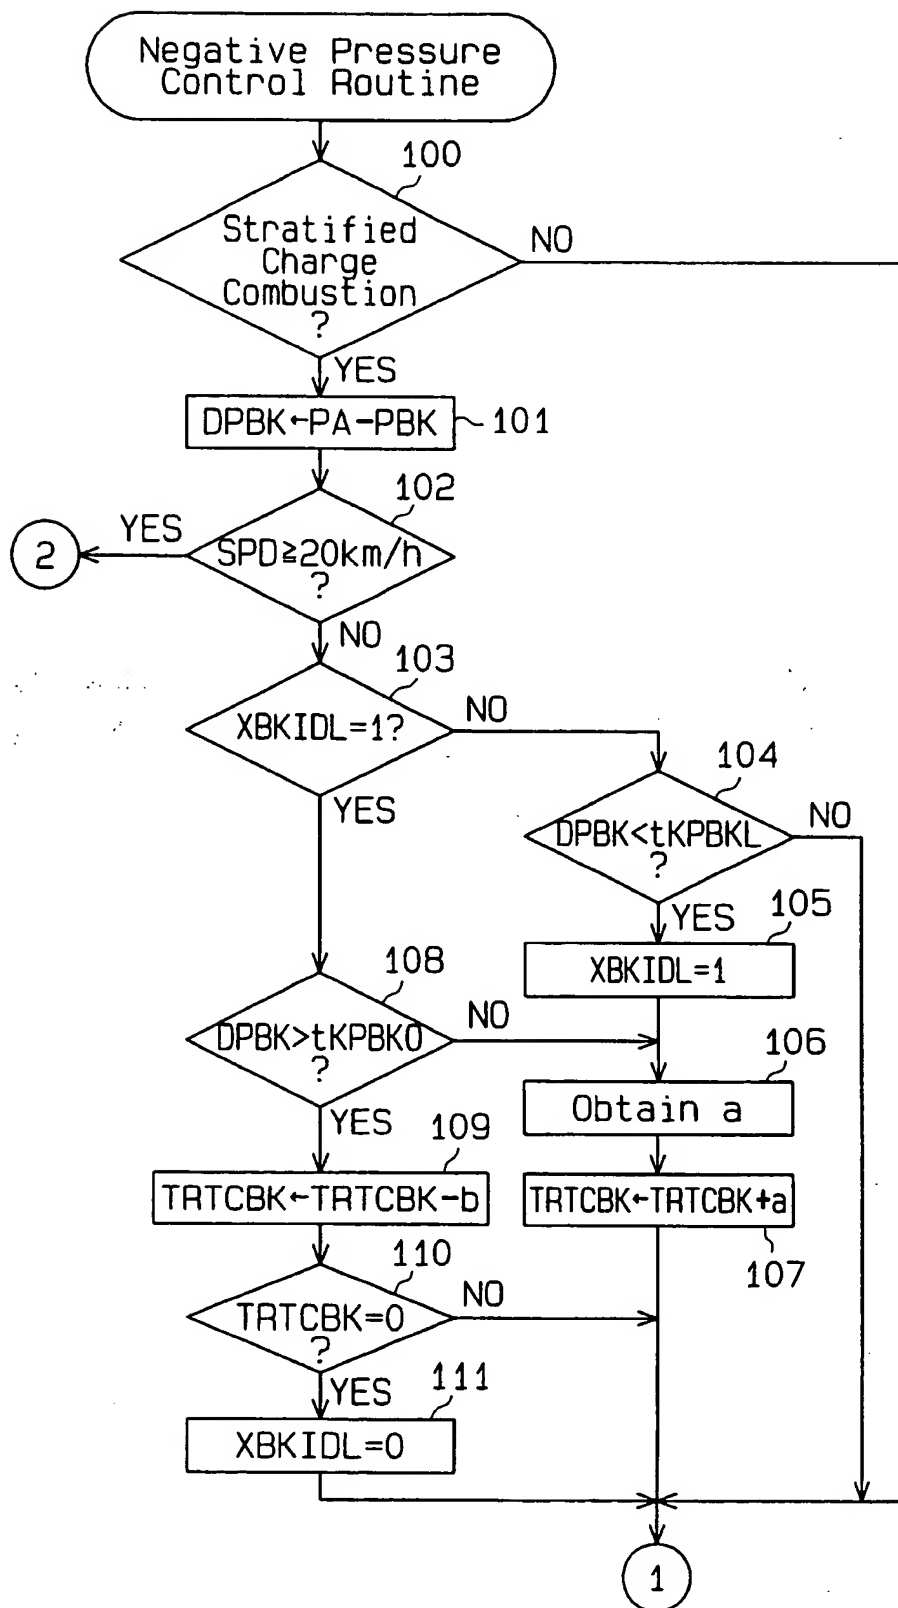 Negative Pressure
Control Routine
100
Stratified
Charge
Combustion
?
NO
YES
DPBK←PA-PBK
101
102
YES
SPD≧20km/h
?
2
NO
103
XBKIDL=1?
NO
104
YES
DPBK<tKPBKL
?
NO
YES
105
XBKIDL=1
108
DPBK>tKPBKO
?
NO
106
Obtain a
YES
109
TRTCBK←TRTCBK-b
TRTCBK←TRTCBK+a
107
110
TRTCBK=0
?
NO
YES
111
XBKIDL=0
1